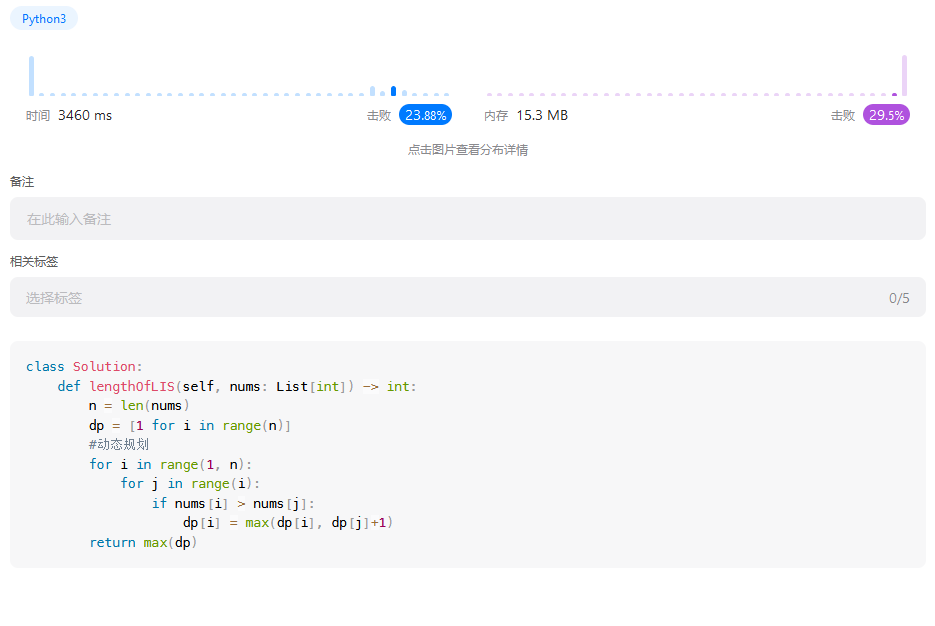 Python3
时间 3460 ms 击败 23.88% 内存 15.3 MB 击败 29.5%
点击图片查看分布详情
备注
在此输入备注
相关标签
选择标签 0/5
class Solution:
    def lengthOfLIS(self, nums: List[int]) -> int:
        n = len(nums)
        dp = [1 for i in range(n)]
        #动态规划
        for i in range(1, n):
            for j in range(i):
                if nums[i] > nums[j]:
                    dp[i] = max(dp[i], dp[j]+1)
        return max(dp)